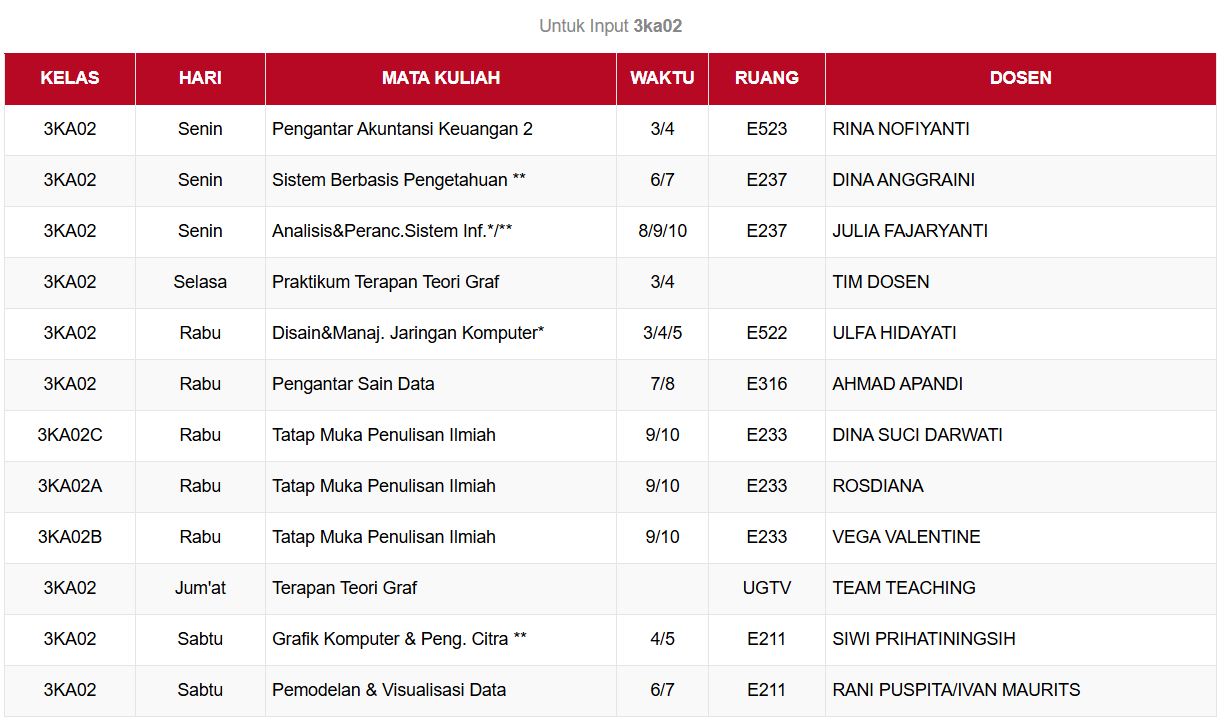 Untuk Input 3ka02
KELAS HARI MATA KULIAH WAKTU RUANG DOSEN
3KA02 Senin Pengantar Akuntansi Keuangan 2 3/4 E523 RINA NOFIYANTI
3KA02 Senin Sistem Berbasis Pengetahuan ** 6/7 E237 DINA ANGGRAINI
3KA02 Senin Analisis&Peranc.Sistem Inf.*/** 8/9/10 E237 JULIA FAJARYANTI
3KA02 Selasa Praktikum Terapan Teori Graf 3/4 TIM DOSEN
3KA02 Rabu Disain&Manaj. Jaringan Komputer* 3/4/5 E522 ULFA HIDAYATI
3KA02 Rabu Pengantar Sain Data 7/8 E316 AHMAD APANDI
3KA02C Rabu Tatap Muka Penulisan Ilmiah 9/10 E233 DINA SUCI DARWATI
3KA02A Rabu Tatap Muka Penulisan Ilmiah 9/10 E233 ROSDIANA
3KA02B Rabu Tatap Muka Penulisan Ilmiah 9/10 E233 VEGA VALENTINE
3KA02 Jum'at Terapan Teori Graf UGTV TEAM TEACHING
3KA02 Sabtu Grafik Komputer & Peng. Citra ** 4/5 E211 SIWI PRIHATININGSIH
3KA02 Sabtu Pemodelan & Visualisasi Data 6/7 E211 RANI PUSPITA/IVAN MAURITS